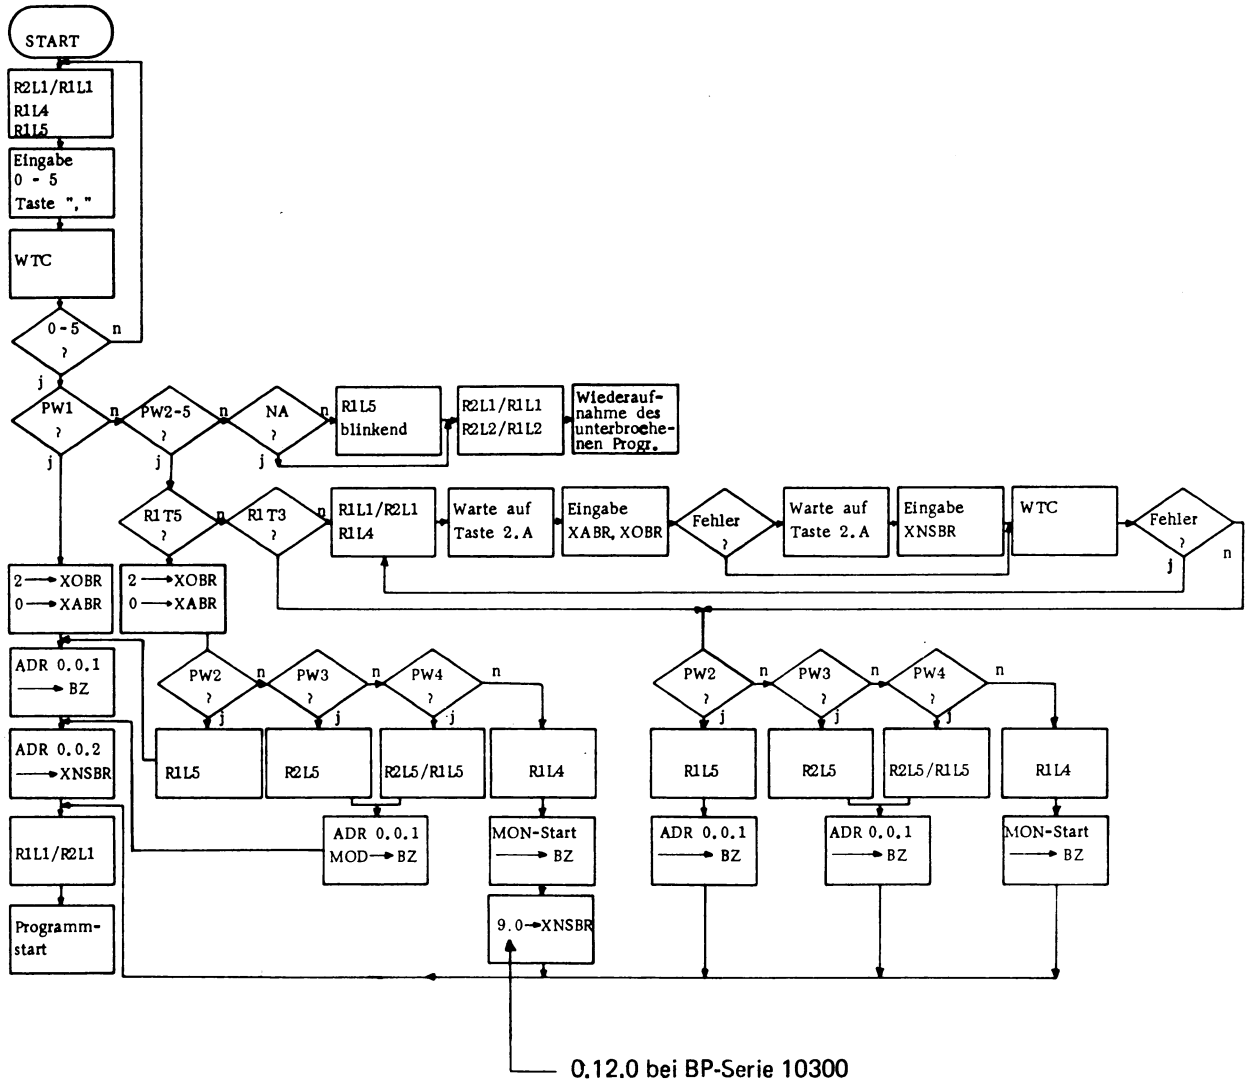 START
R2L1/R1L1
R1L4
R1L5
Eingabe
0 - 5
Taste ","
WTC
0-5
?
n
j
PW1
?
n
j
PW2-5
?
n
j
NA
?
n
j
R1L5
blinkend
R2L1/R1L1
R2L2/R1L2
Wiederauf-
nahme des
unterbroche-
nen Progr.
R1T5
?
n
j
R1T3
?
n
R1L1/R2L1
R1L4
Warte auf
Taste 2.A
Eingabe
XABR, XOBR
Fehler
?
Warte auf
Taste 2.A
Eingabe
XNSBR
WTC
Fehler
?
j
n
2→XOBR
0→XABR
2→XOBR
0→XABR
ADR 0.0.1
→ BZ
ADR 0.0.2
→XNSBR
R1L1/R2L1
Programm-
start
PW2
?
n
j
PW3
?
n
j
PW4
?
n
j
R1L5
R2L5
R2L5/R1L5
R1L4
ADR 0.0.1
MOD→BZ
MON-Start
→ BZ
9.0→XNSBR
PW2
?
n
j
PW3
?
n
j
PW4
?
n
j
R1L5
R2L5
R2L5/R1L5
R1L4
ADR 0.0.1
→ BZ
ADR 0.0.1
→ BZ
MON-Start
→ BZ
0.12.0 bei BP-Serie 10300